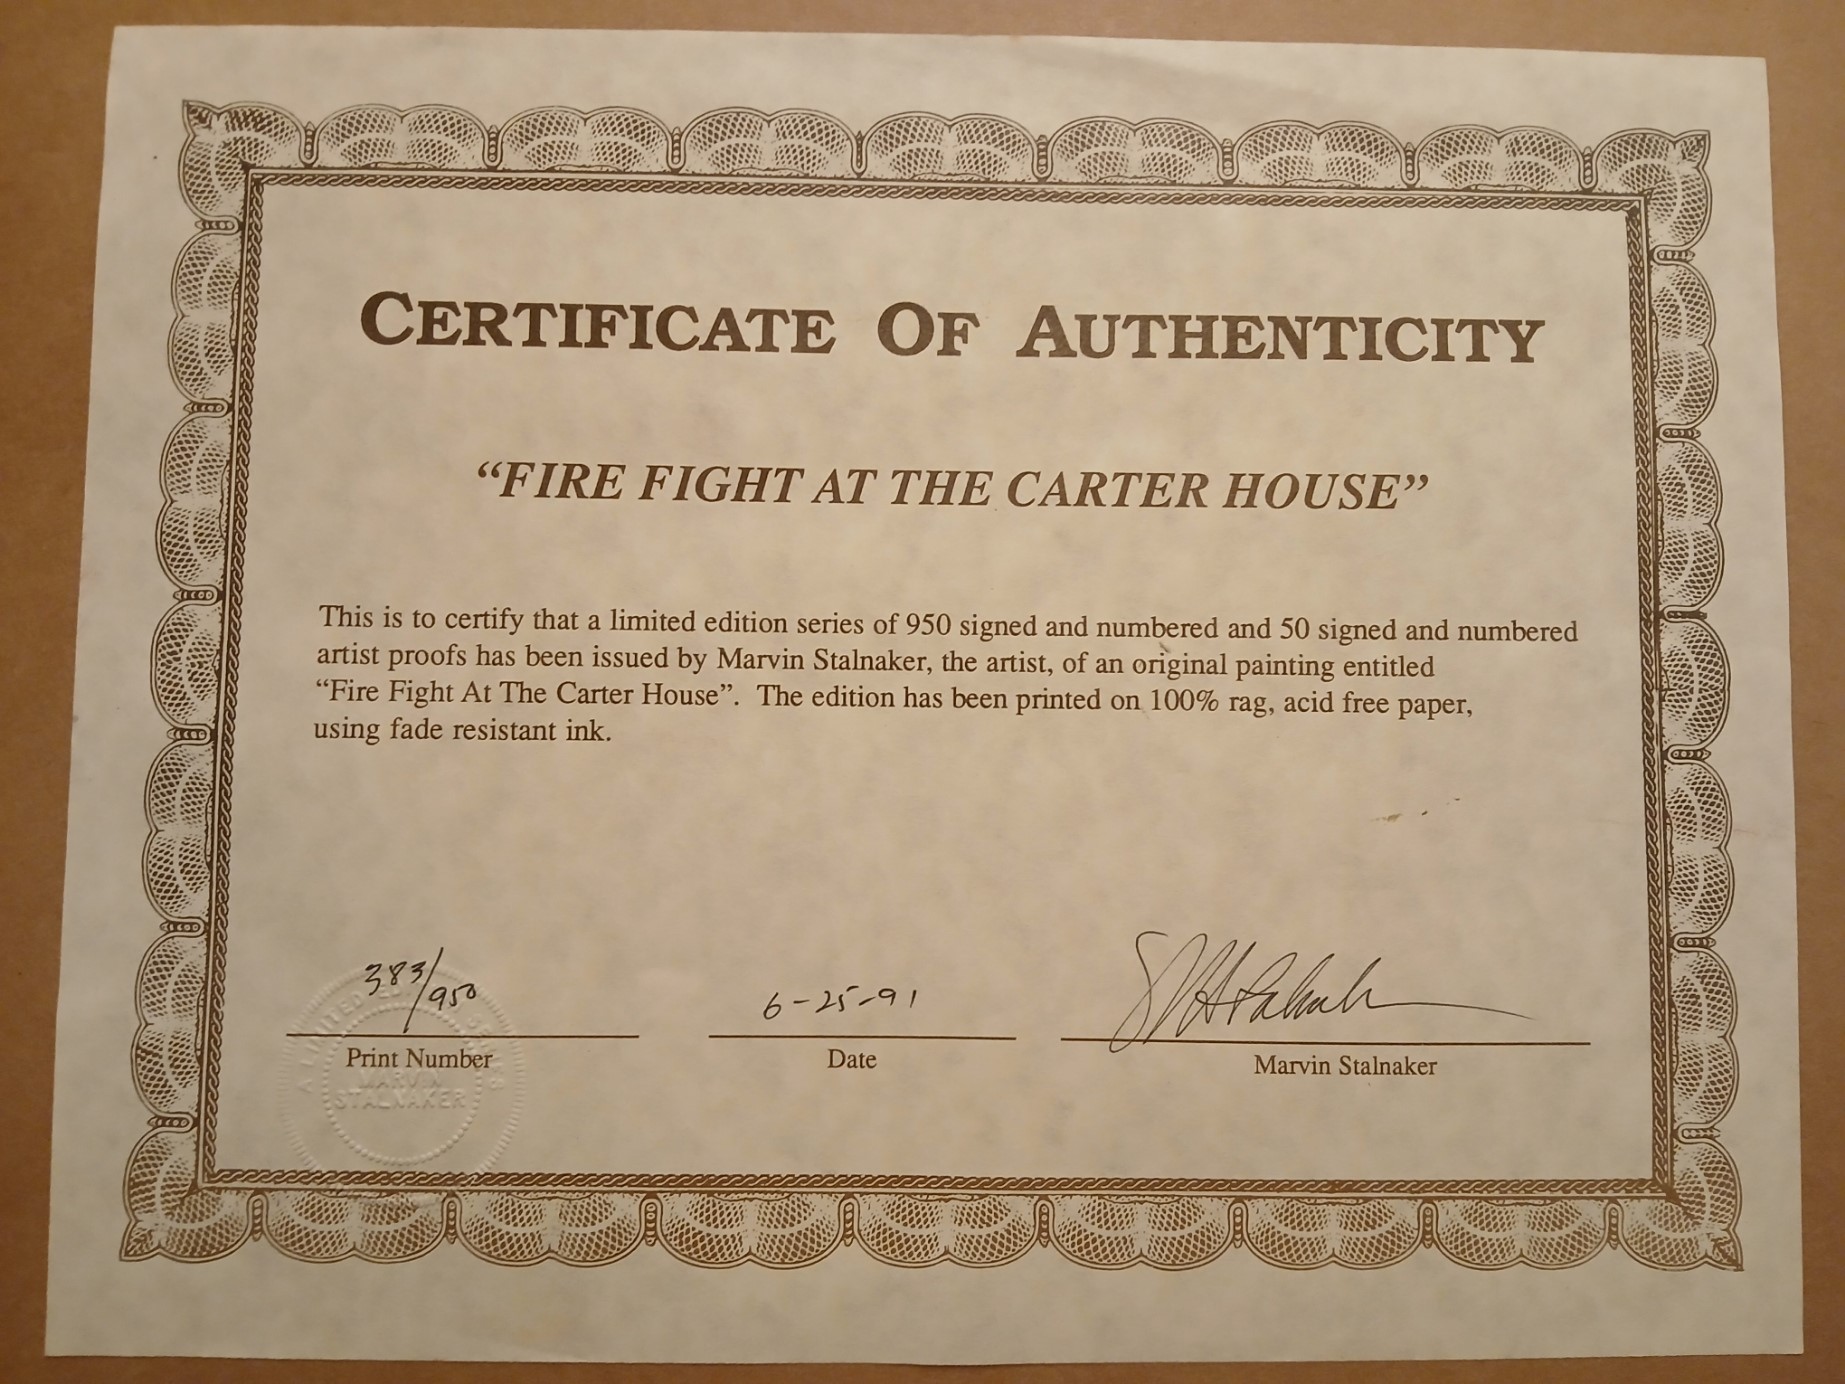 CERTIFICATE OF AUTHENTICITY
“FIRE FIGHT AT THE CARTER HOUSE”
This is to certify that a limited edition series of 950 signed and numbered and 50 signed and numbered
artist proofs has been issued by Marvin Stalnaker, the artist, of an original painting entitled
“Fire Fight At The Carter House”. The edition has been printed on 100% rag, acid free paper,
using fade resistant ink.
383/950
6-25-91
Print Number
Date
Marvin Stalnaker
A LIMITED
MARVIN
STALNAKER